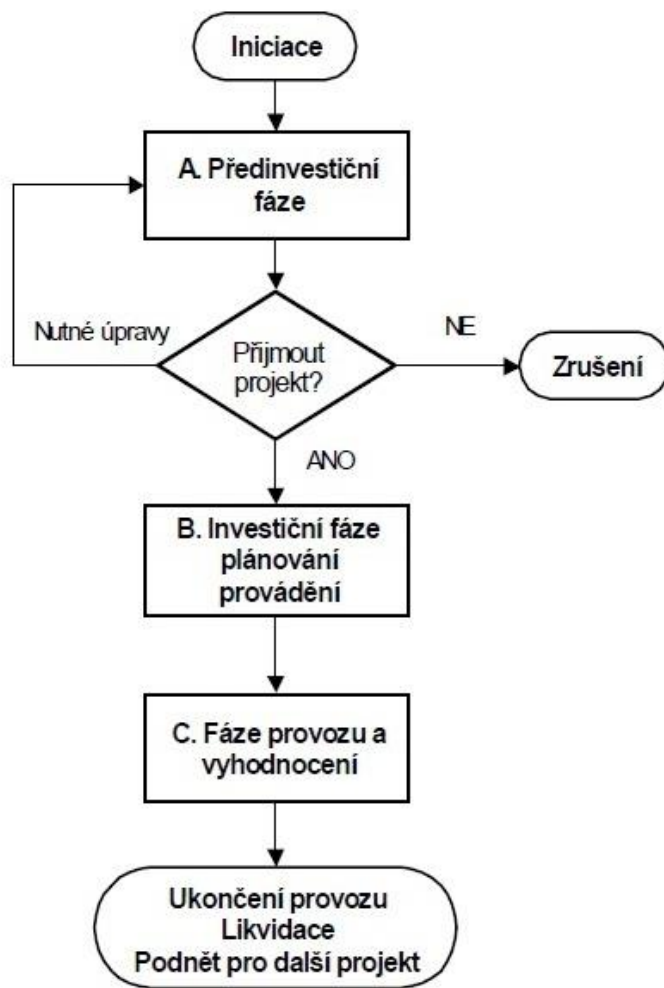 Iniciace
A. Předinvestiční
fáze
Nutné úpravy
Přijmout
projekt?
NE
Zrušení
ANO
B. Investiční fáze
plánování
provádění
C. Fáze provozu a
vyhodnocení
Ukončení provozu
Likvidace
Podnět pro další projekt